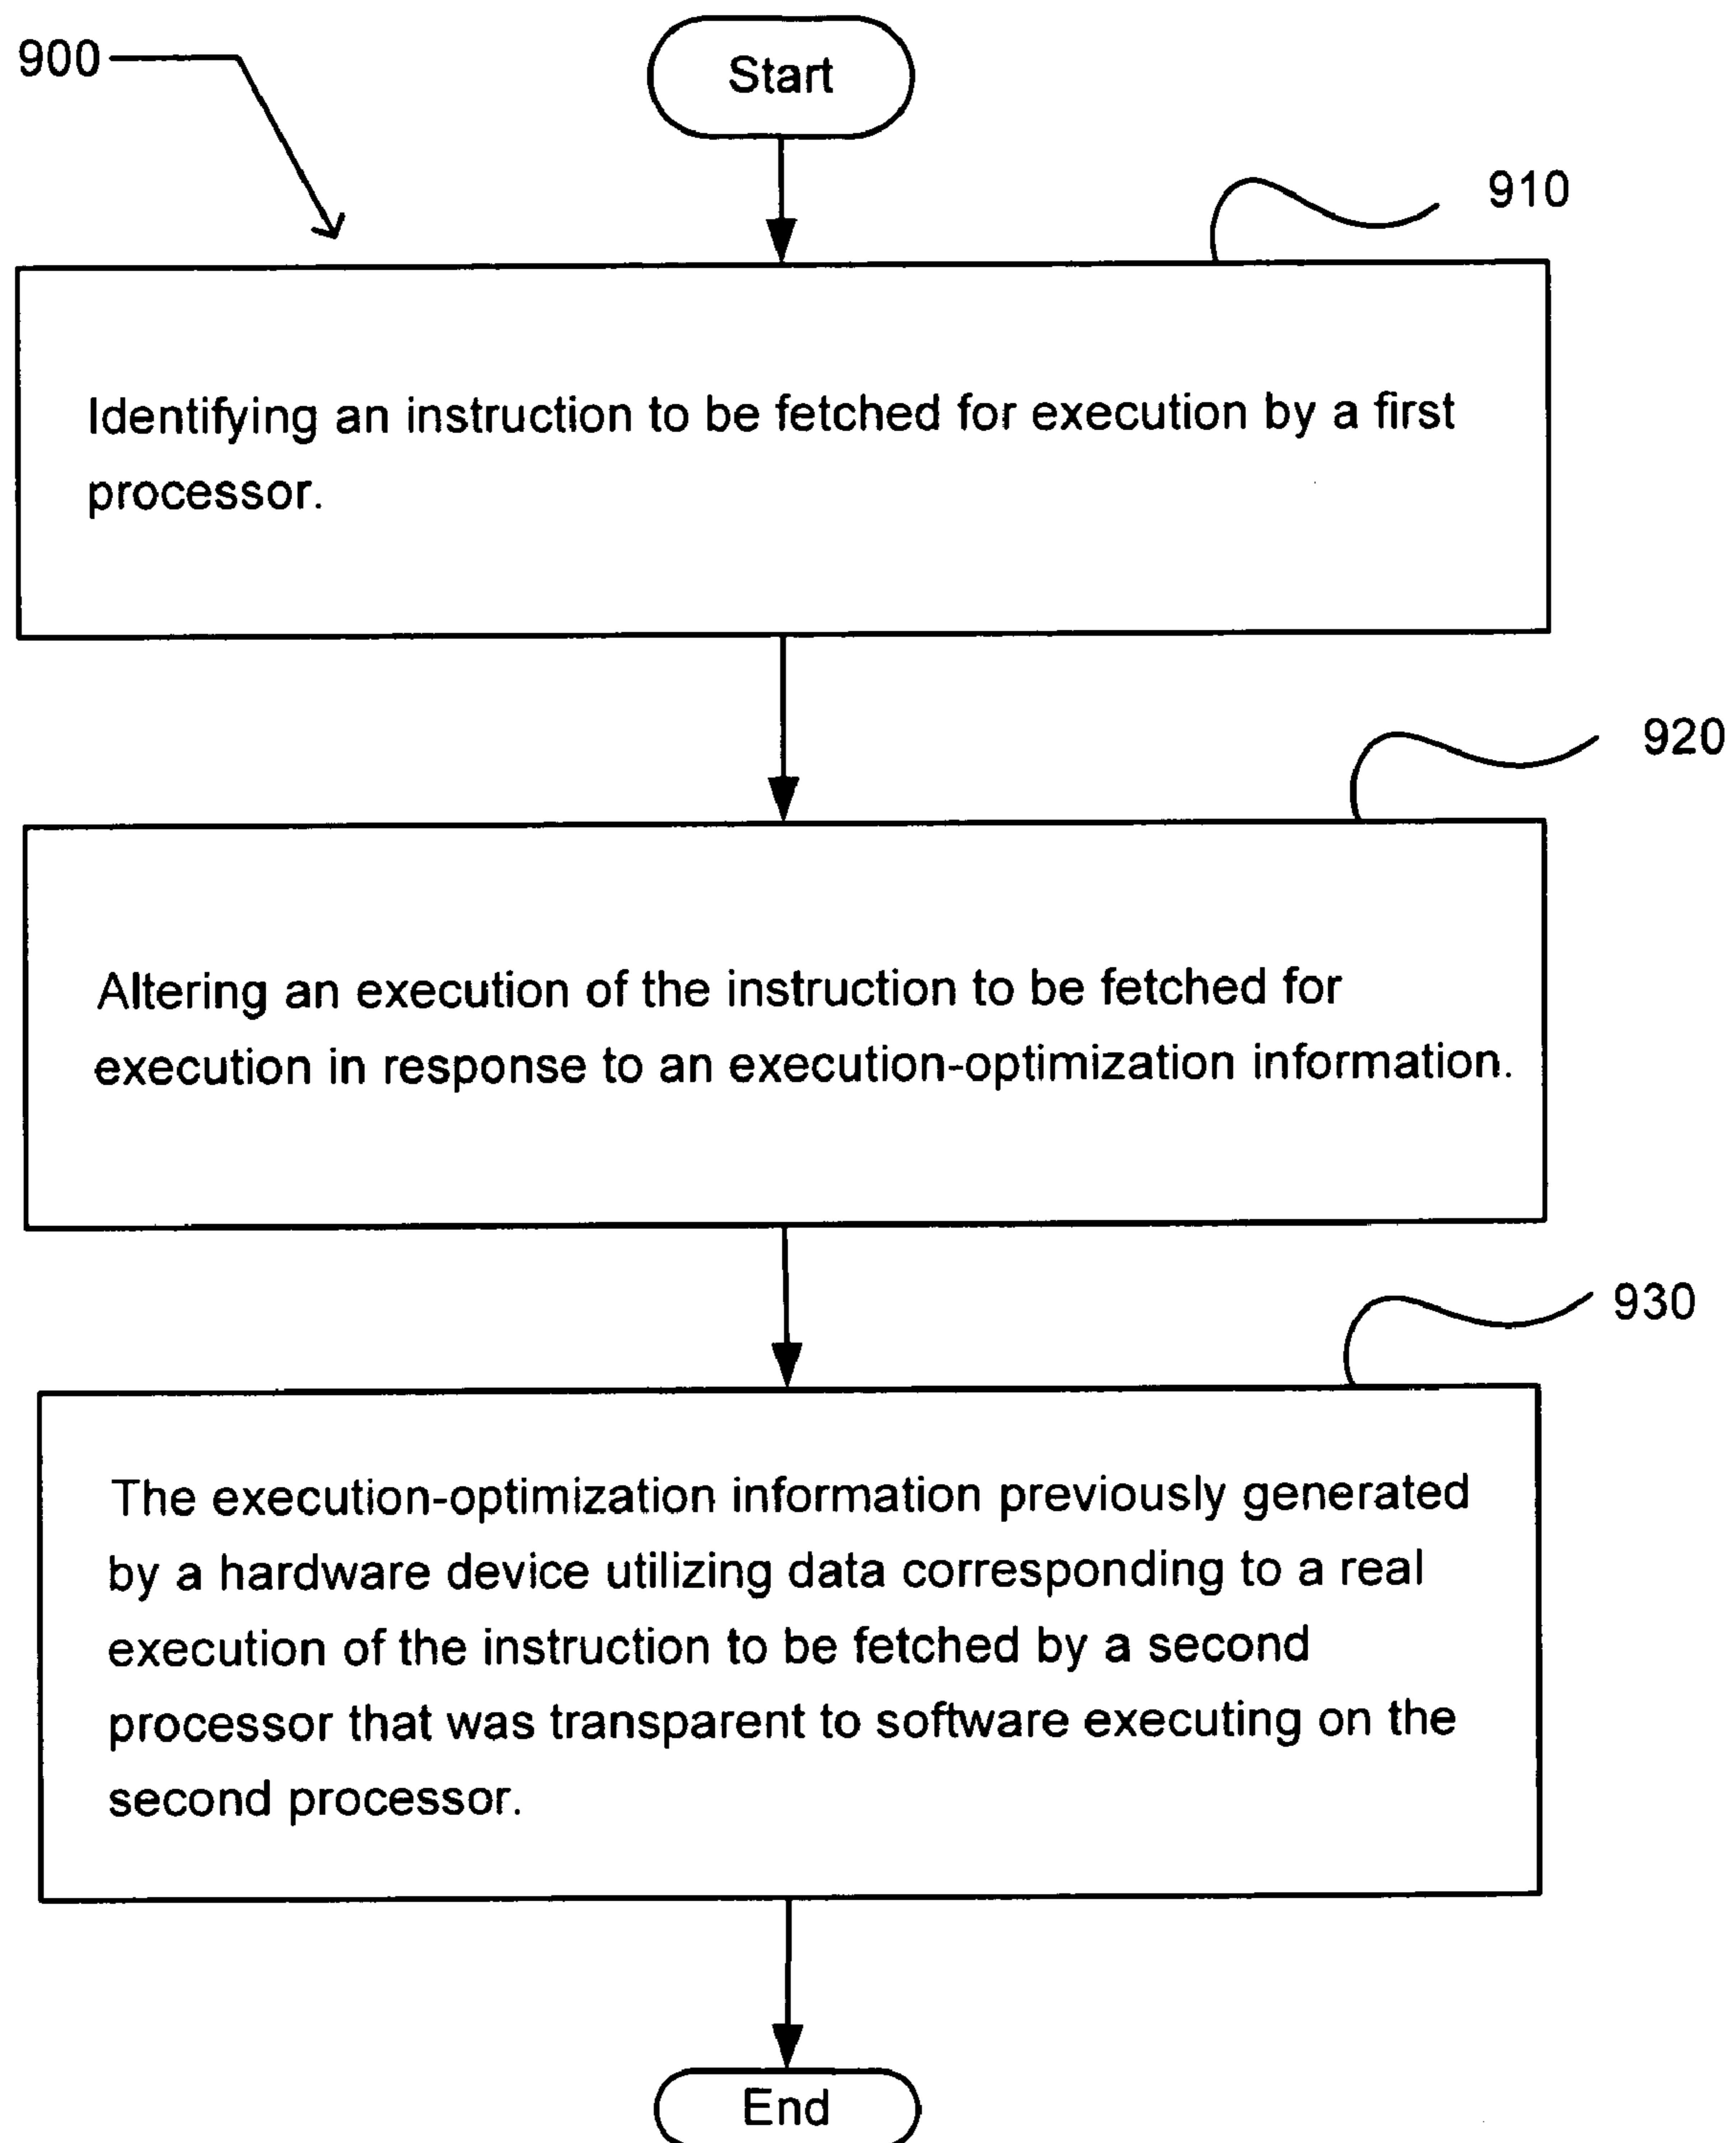 900
Start
910
Identifying an instruction to be fetched for execution by a first
processor.
920
Altering an execution of the instruction to be fetched for
execution in response to an execution-optimization information.
930
The execution-optimization information previously generated
by a hardware device utilizing data corresponding to a real
execution of the instruction to be fetched by a second
processor that was transparent to software executing on the
second processor.
End